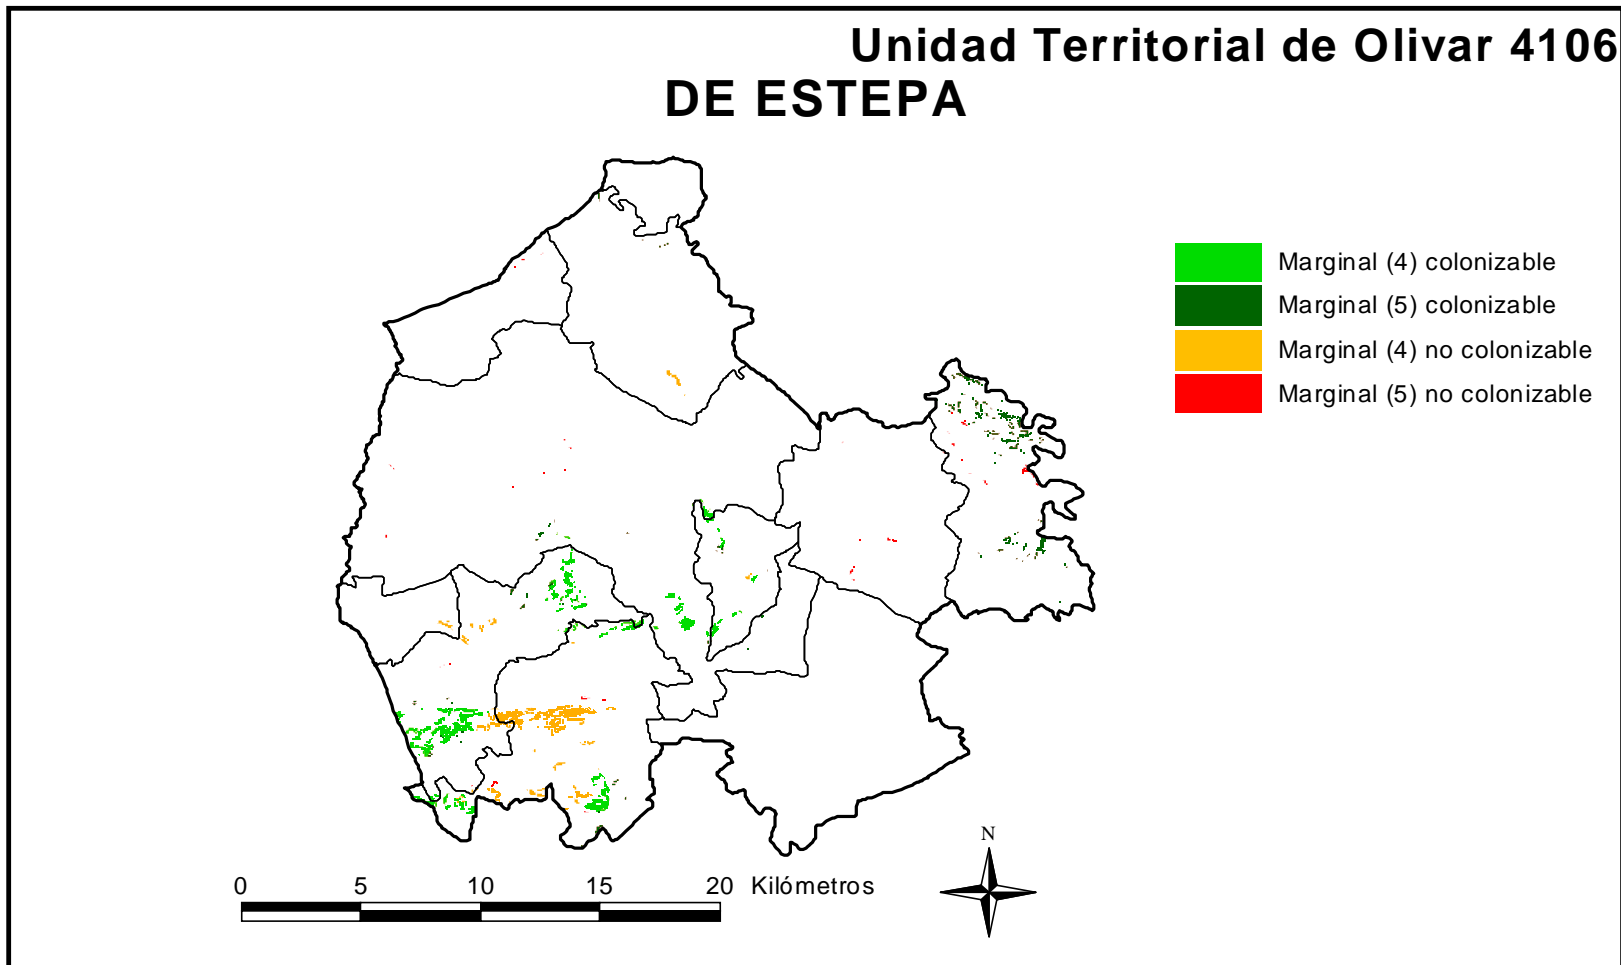 Unidad Territorial de Olivar 4106
DE ESTEPA
Marginal (4) colonizable
Marginal (5) colonizable
Marginal (4) no colonizable
Marginal (5) no colonizable
N
0 5 10 15 20 Kilómetros